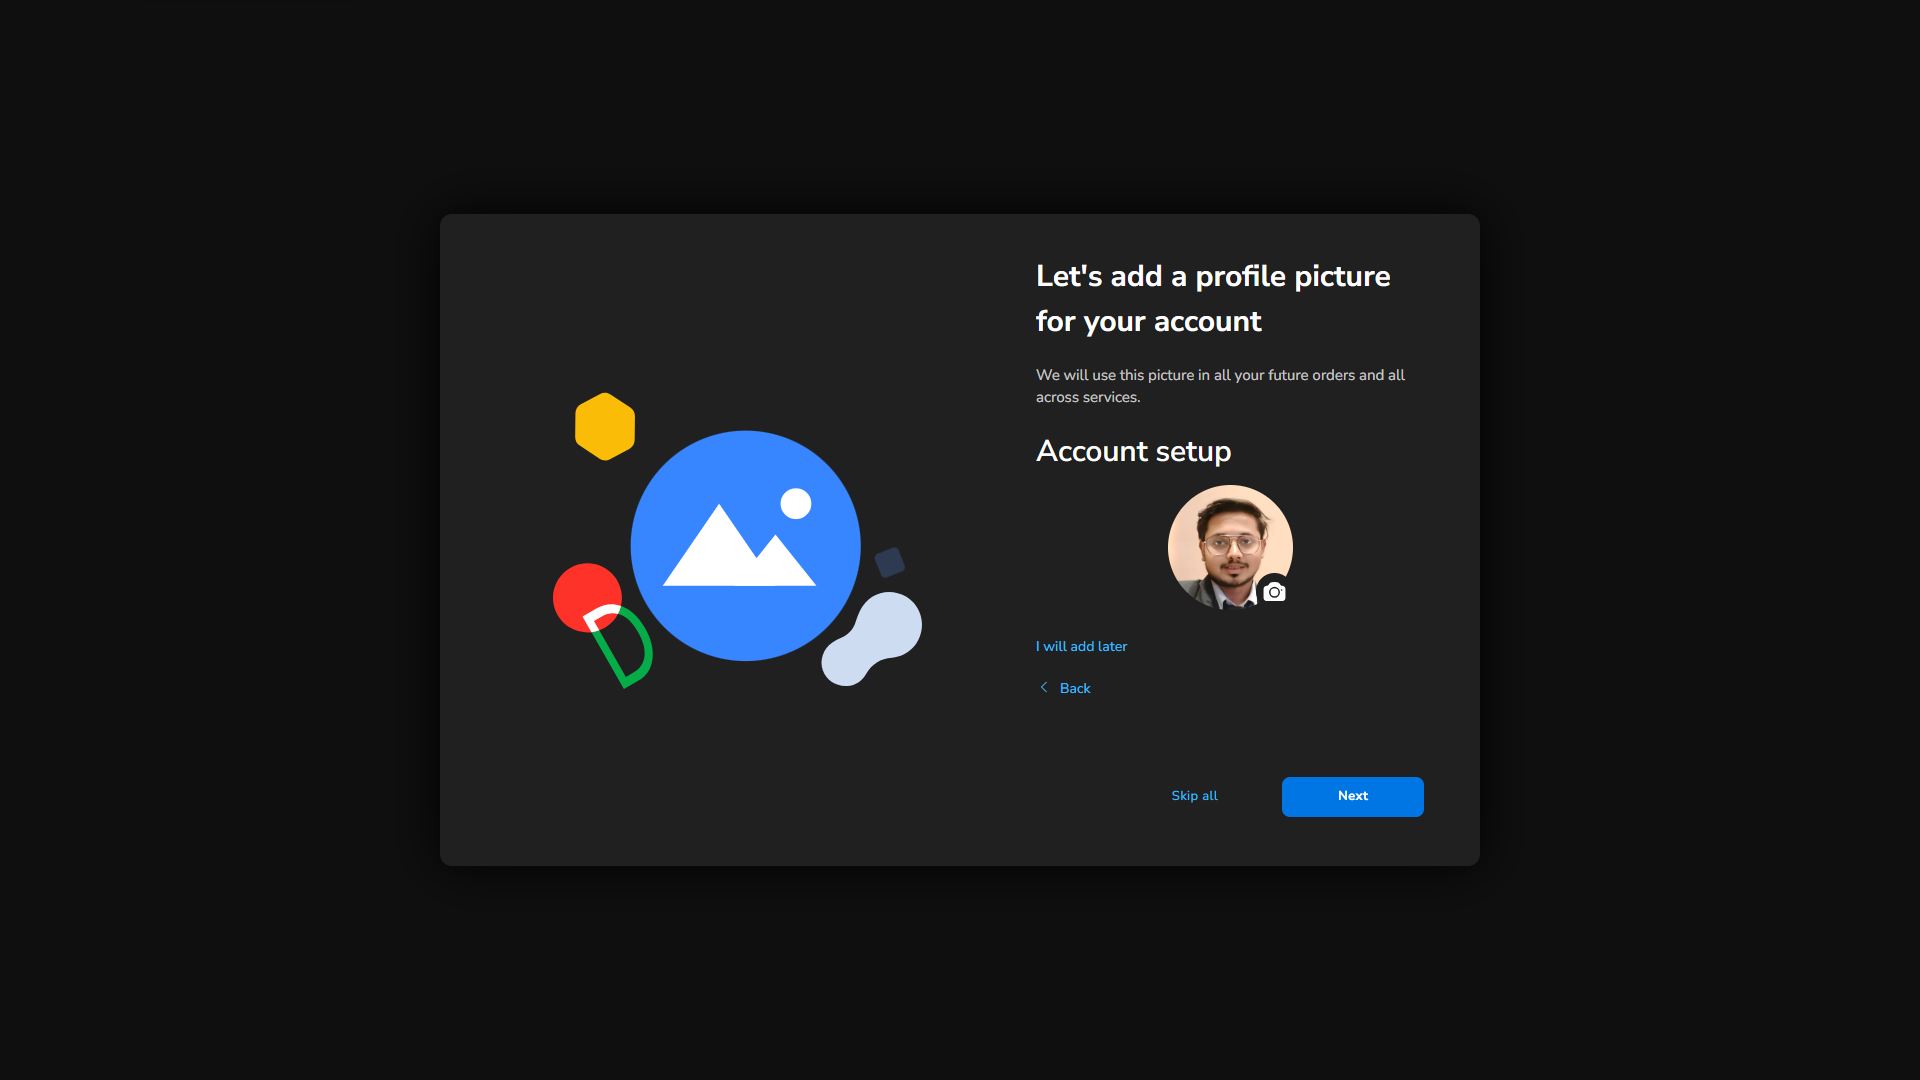 Let's add a profile picture
for your account
We will use this picture in all your future orders and all
across services.
Account setup
I will add later
Back
Skip all
Next